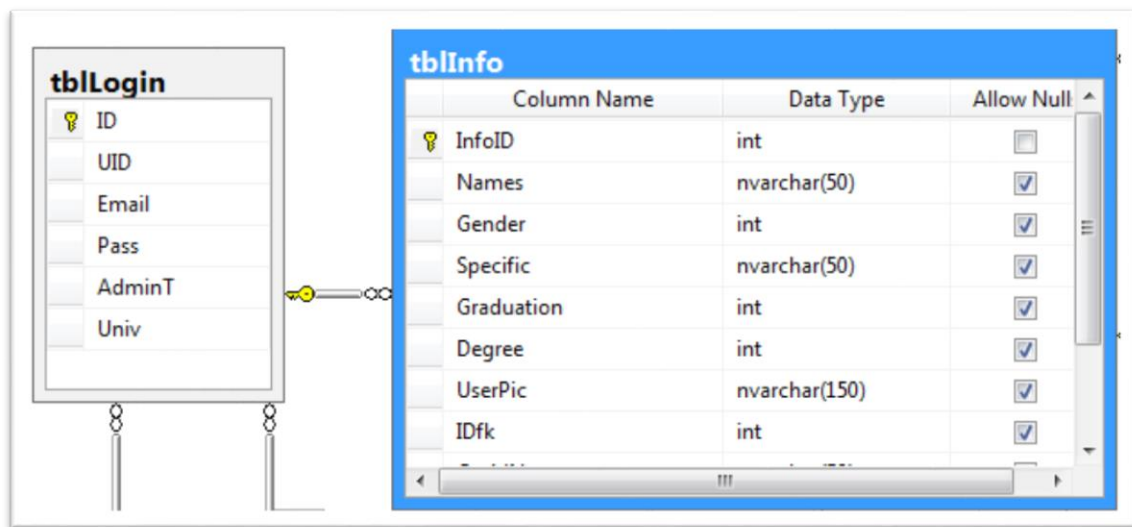 tblLogin
ID
UID
Email
Pass
AdminT
Univ
tblInfo
Column Name Data Type Allow Null
InfoID int
Names nvarchar(50)
Gender int
Specific nvarchar(50)
Graduation int
Degree int
UserPic nvarchar(150)
IDfk int